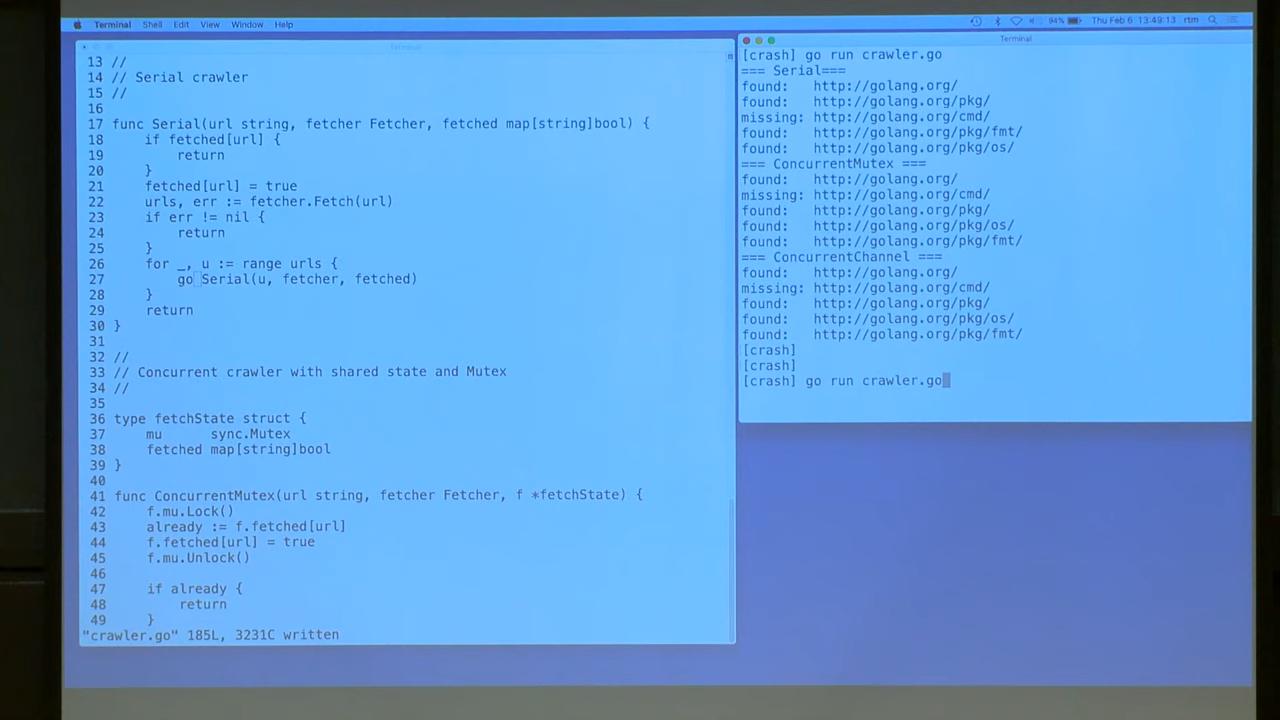 Terminal Shell Edit View Window Help
94% Thu Feb 6 13:49:13 rtm
Terminal
13 //
14 // Serial crawler
15 //
16
17 func Serial(url string, fetcher Fetcher, fetched map[string]bool) {
18 if fetched[url] {
19 return
20 }
21 fetched[url] = true
22 urls, err := fetcher.Fetch(url)
23 if err != nil {
24 return
25 }
26 for _, u := range urls {
27 go Serial(u, fetcher, fetched)
28 }
29 return
30 }
31
32 //
33 // Concurrent crawler with shared state and Mutex
34 //
35
36 type fetchState struct {
37 mu sync.Mutex
38 fetched map[string]bool
39 }
40
41 func ConcurrentMutex(url string, fetcher Fetcher, f *fetchState) {
42 f.mu.Lock()
43 already := f.fetched[url]
44 f.fetched[url] = true
45 f.mu.Unlock()
46
47 if already {
48 return
49 }
"crawler.go" 185L, 3231C written
Terminal
[crash] go run crawler.go
=== Serial===
found: http://golang.org/
found: http://golang.org/pkg/
missing: http://golang.org/cmd/
found: http://golang.org/pkg/fmt/
found: http://golang.org/pkg/os/
=== ConcurrentMutex ===
found: http://golang.org/
missing: http://golang.org/cmd/
found: http://golang.org/pkg/
found: http://golang.org/pkg/os/
found: http://golang.org/pkg/fmt/
=== ConcurrentChannel ===
found: http://golang.org/
missing: http://golang.org/cmd/
found: http://golang.org/pkg/
found: http://golang.org/pkg/os/
found: http://golang.org/pkg/fmt/
[crash]
[crash]
[crash] go run crawler.go